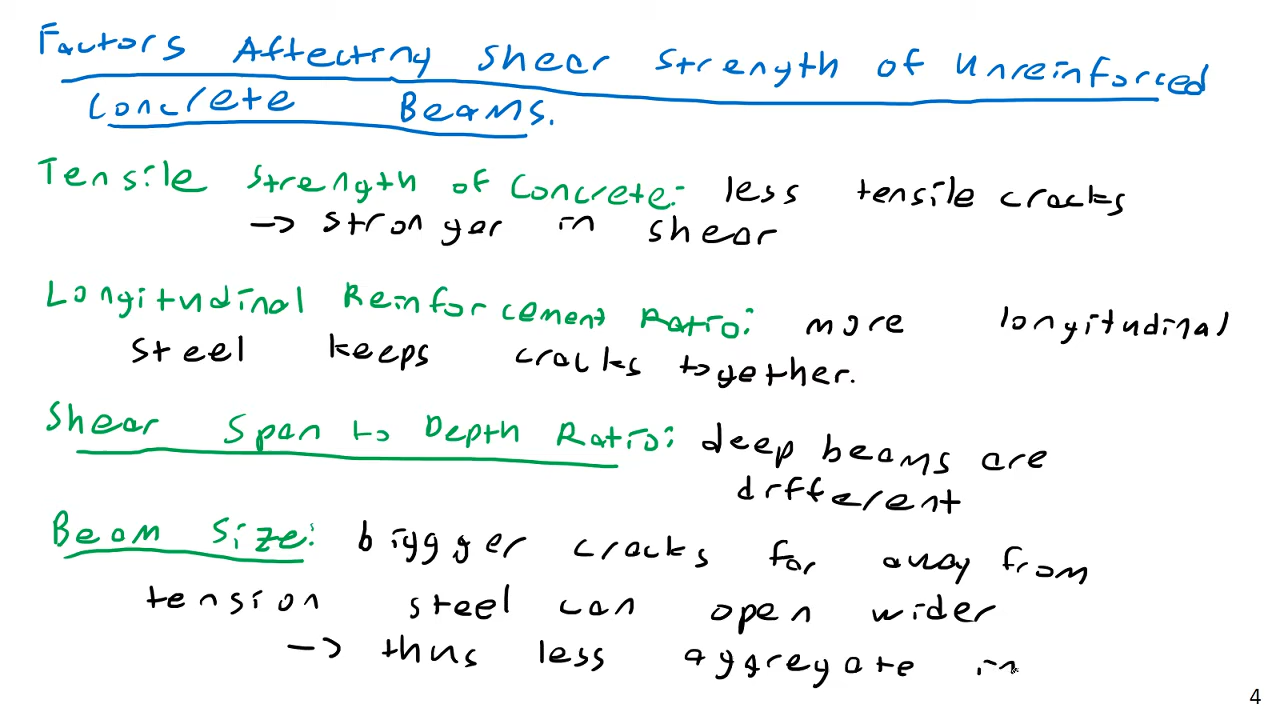 Factors Affecting Shear Strength of Unreinforced
Concrete Beams.
Tensile Strength of Concrete: less tensile cracks
-> stronger in shear
Longitudinal Reinforcement Ratio: more longitudinal
steel keeps cracks together.
Shear Span to Depth Ratio: deep beams are
different
Beam Size: bigger cracks far away from
tension steel can open wider
-> thus less aggregate in
4